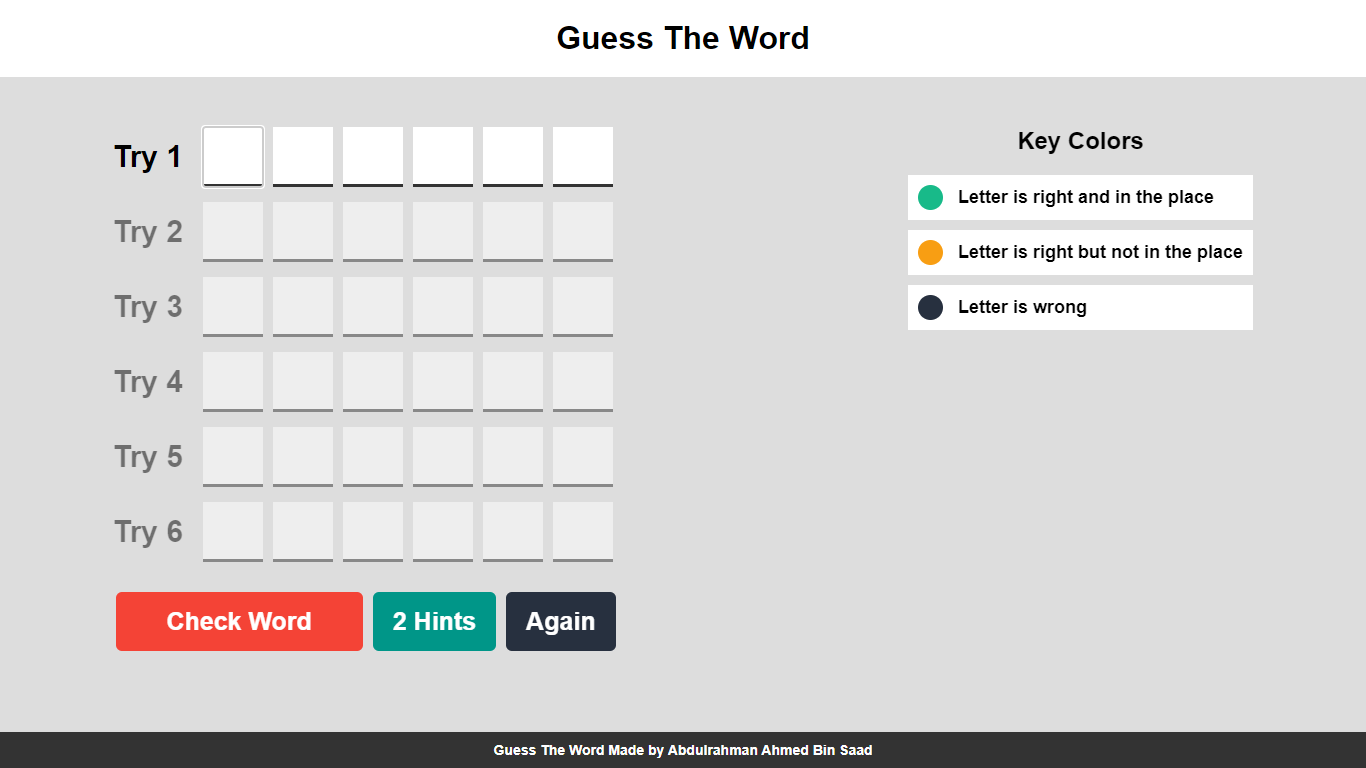 Guess The Word
Try 1
Try 2
Try 3
Try 4
Try 5
Try 6
Check Word
2 Hints
Again
Key Colors
Letter is right and in the place
Letter is right but not in the place
Letter is wrong
Guess The Word Made by Abdulrahman Ahmed Bin Saad